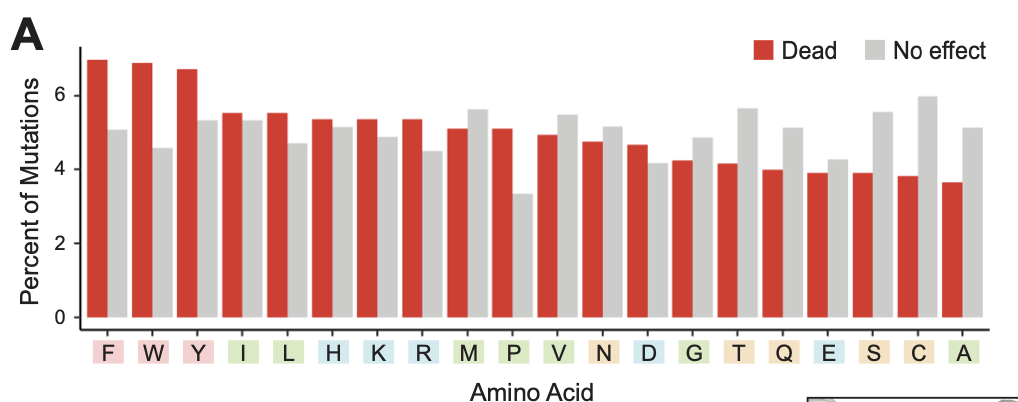 A
Dead No effect
Percent of Mutations
6
4
2
0
F W Y I L H K R M P V N D G T Q E S C A
Amino Acid